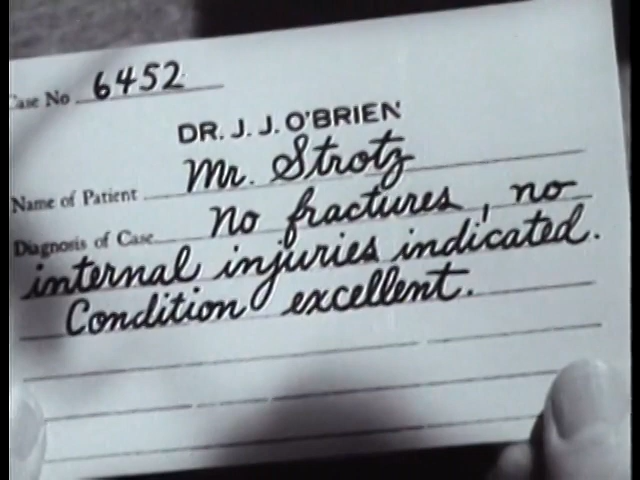 Case No 6452
DR. J. J. O'BRIEN
Name of Patient Mr. Strotz
Diagnosis of Case No fractures, no
internal injuries indicated.
Condition excellent.